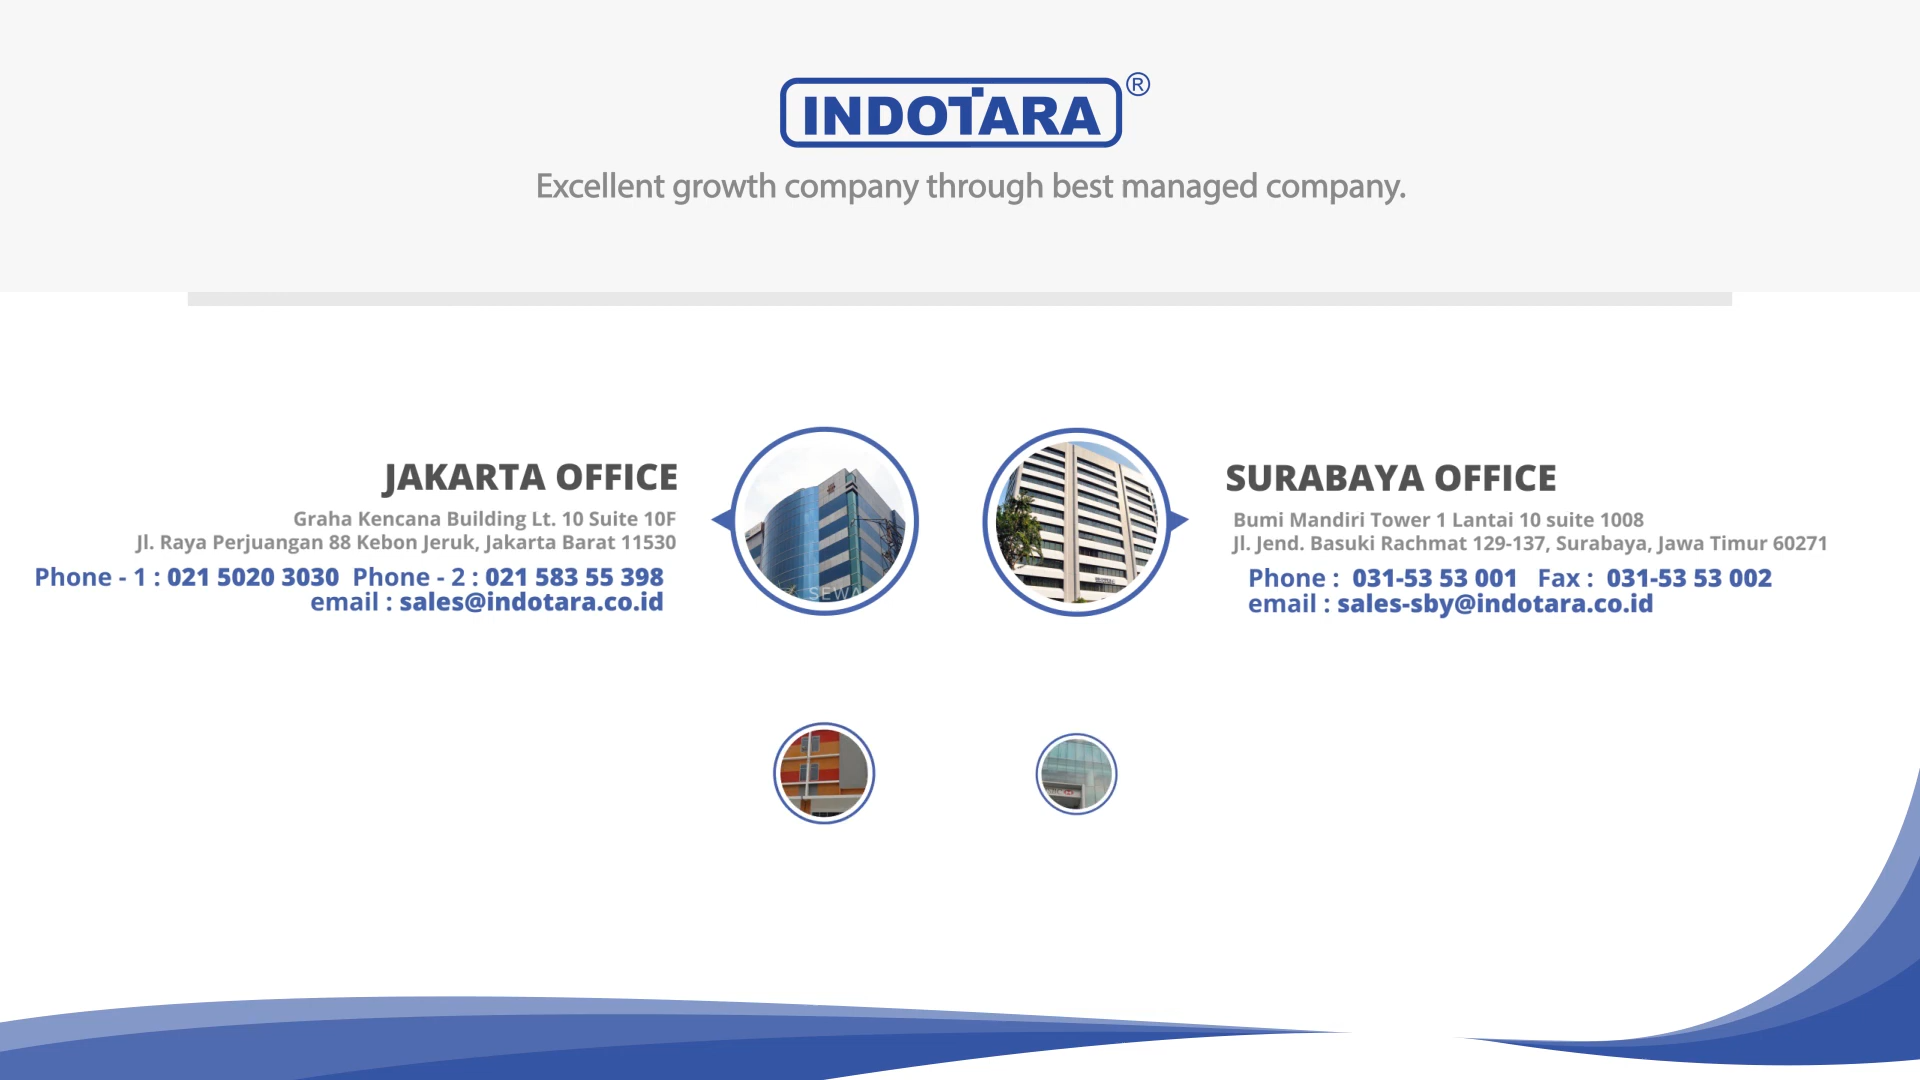 INDOTARA®
Excellent growth company through best managed company.
JAKARTA OFFICE
Graha Kencana Building Lt. 10 Suite 10F
Jl. Raya Perjuangan 88 Kebon Jeruk, Jakarta Barat 11530
Phone - 1 : 021 5020 3030 Phone - 2 : 021 583 55 398
email : sales@indotara.co.id
SEWA
SURABAYA OFFICE
Bumi Mandiri Tower 1 Lantai 10 suite 1008
Jl. Jend. Basuki Rachmat 129-137, Surabaya, Jawa Timur 60271
Phone : 031-53 53 001 Fax : 031-53 53 002
email : sales-sby@indotara.co.id